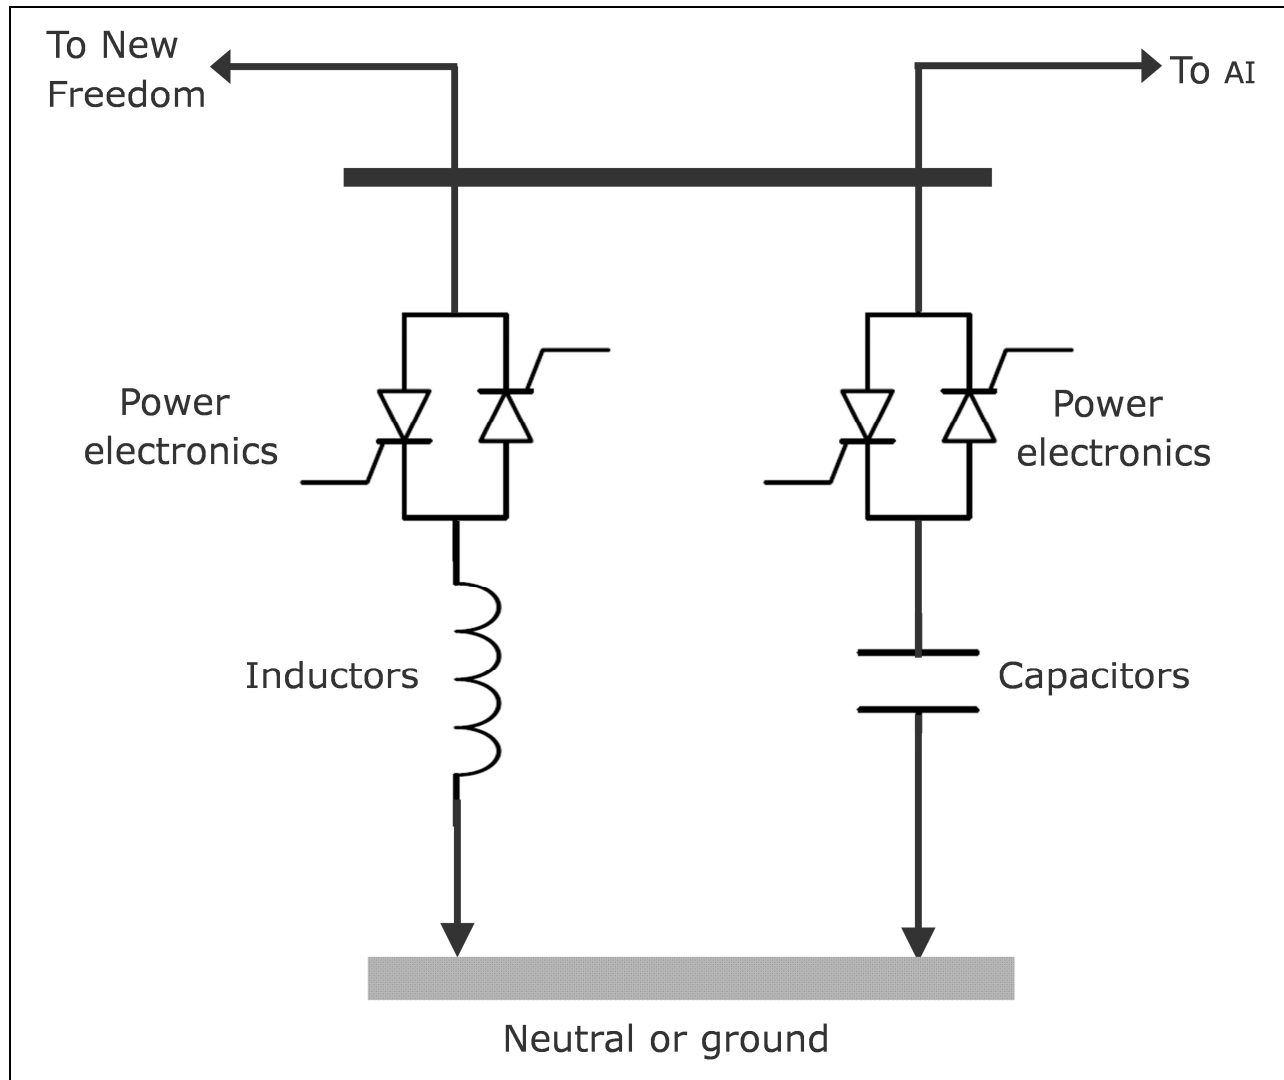 To New
Freedom
To AI
Power
electronics
Power
electronics
Inductors
Capacitors
Neutral or ground